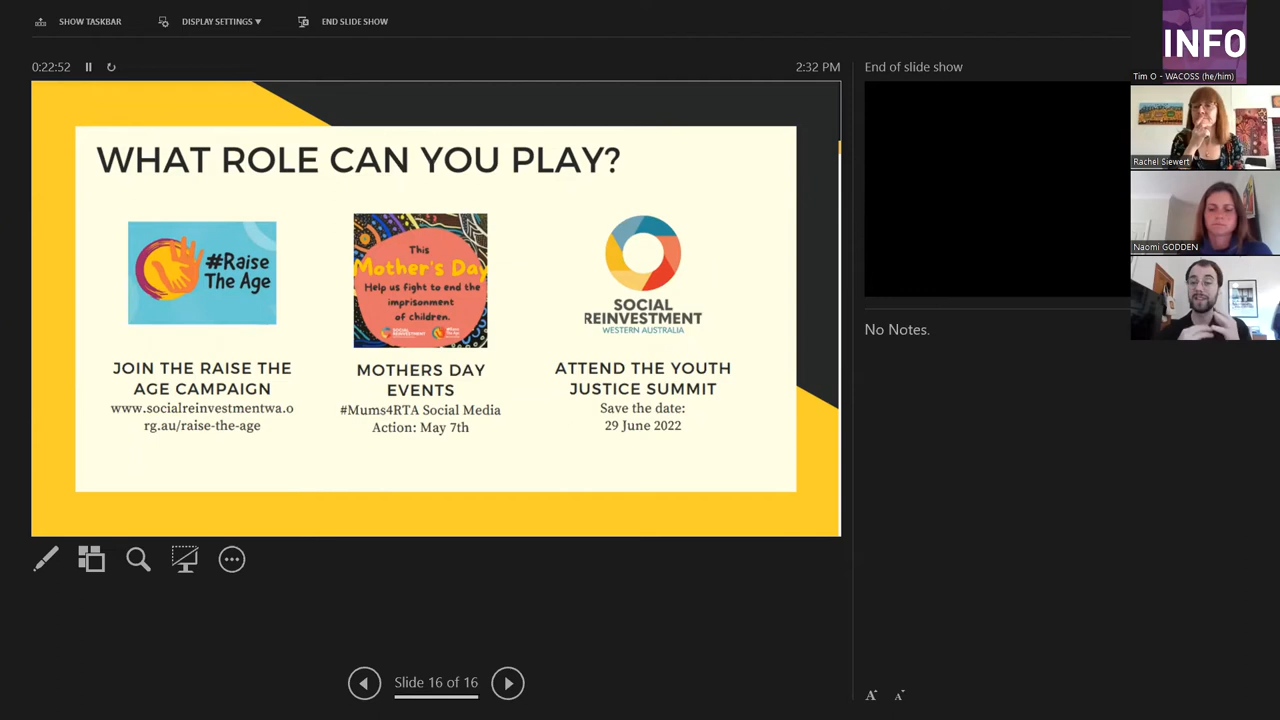 SHOW TASKBAR
DISPLAY SETTINGS ▼
END SLIDE SHOW
0:22:52
2:32 PM
WHAT ROLE CAN YOU PLAY?
#Raise
The Age
JOIN THE RAISE THE
AGE CAMPAIGN
www.socialreinvestmentwa.o
rg.au/raise-the-age
This
Mother's Day
Help us fight to end the
imprisonment
of children.
MOTHERS DAY
EVENTS
#Mums4RTA Social Media
Action: May 7th
SOCIAL
REINVESTMENT
WESTERN AUSTRALIA
ATTEND THE YOUTH
JUSTICE SUMMIT
Save the date:
29 June 2022
Slide 16 of 16
End of slide show
No Notes.
A A
INFO
Tim O - WACOSS (he/him)
Rachel Siewert
Naomi GODDEN